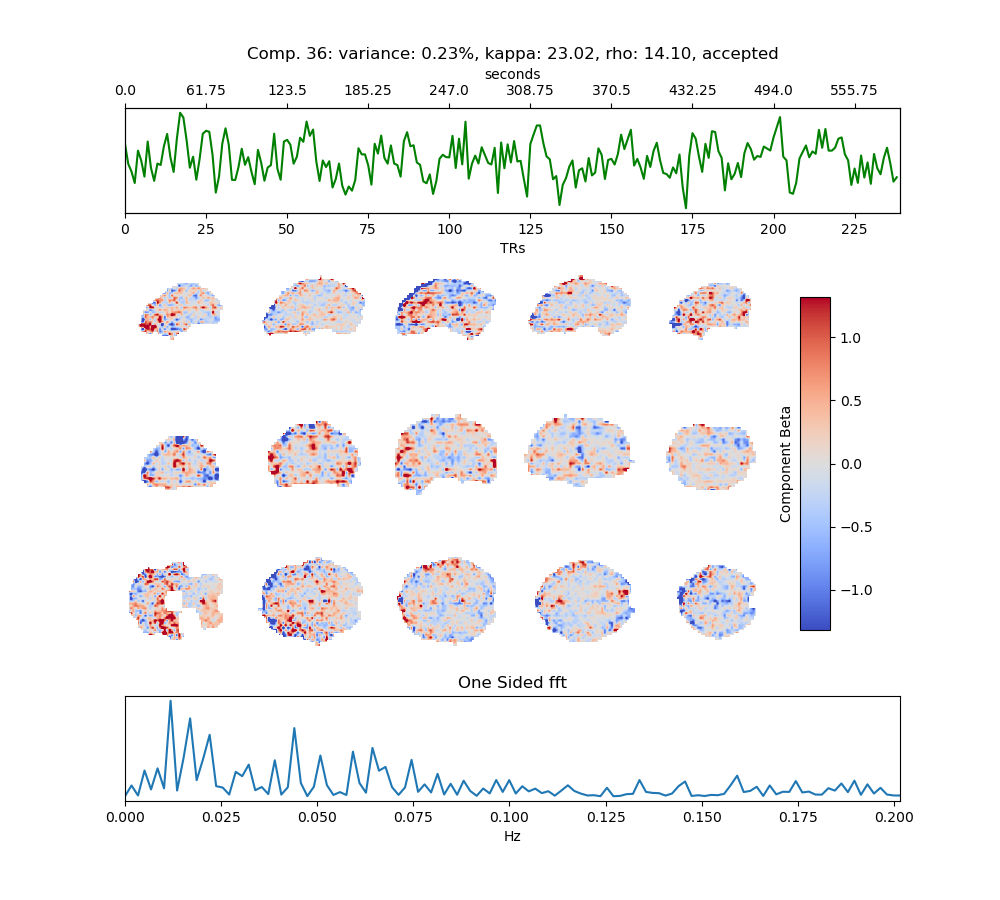 Comp. 36: variance: 0.23%, kappa: 23.02, rho: 14.10, accepted
seconds
0.0 61.75 123.5 185.25 247.0 308.75 370.5 432.25 494.0 555.75
0 25 50 75 100 125 150 175 200 225
TRs
1.0
0.5
0.0
−0.5
−1.0
Component Beta
One Sided fft
0.000 0.025 0.050 0.075 0.100 0.125 0.150 0.175 0.200
Hz